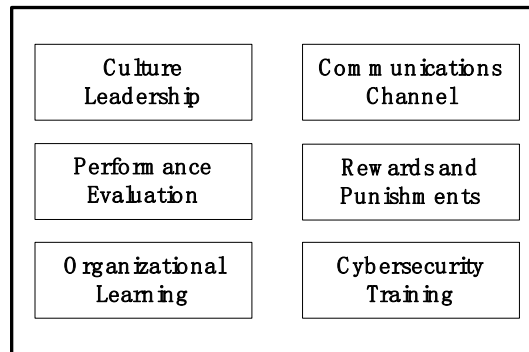 Culture
Leadership
Communications
Channel
Performance
Evaluation
Rewards and
Punishments
Organizational
Learning
Cybersecurity
Training